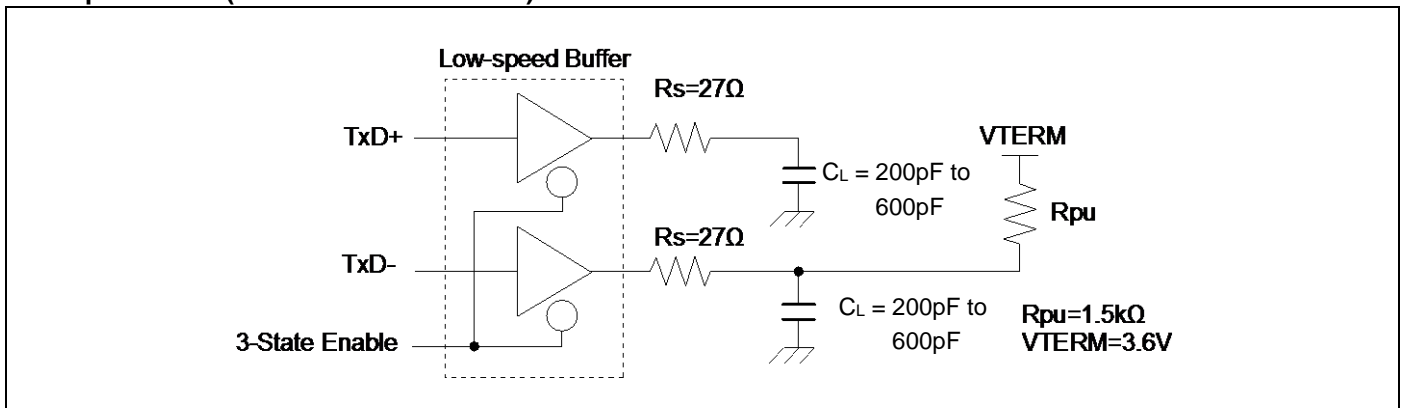 Low-speed Buffer
Rs=27Ω
TxD+
VTERM
CL = 200pF to
600pF
Rpu
Rs=27Ω
TxD-
CL = 200pF to
600pF
Rpu=1.5kΩ
VTERM=3.6V
3-State Enable